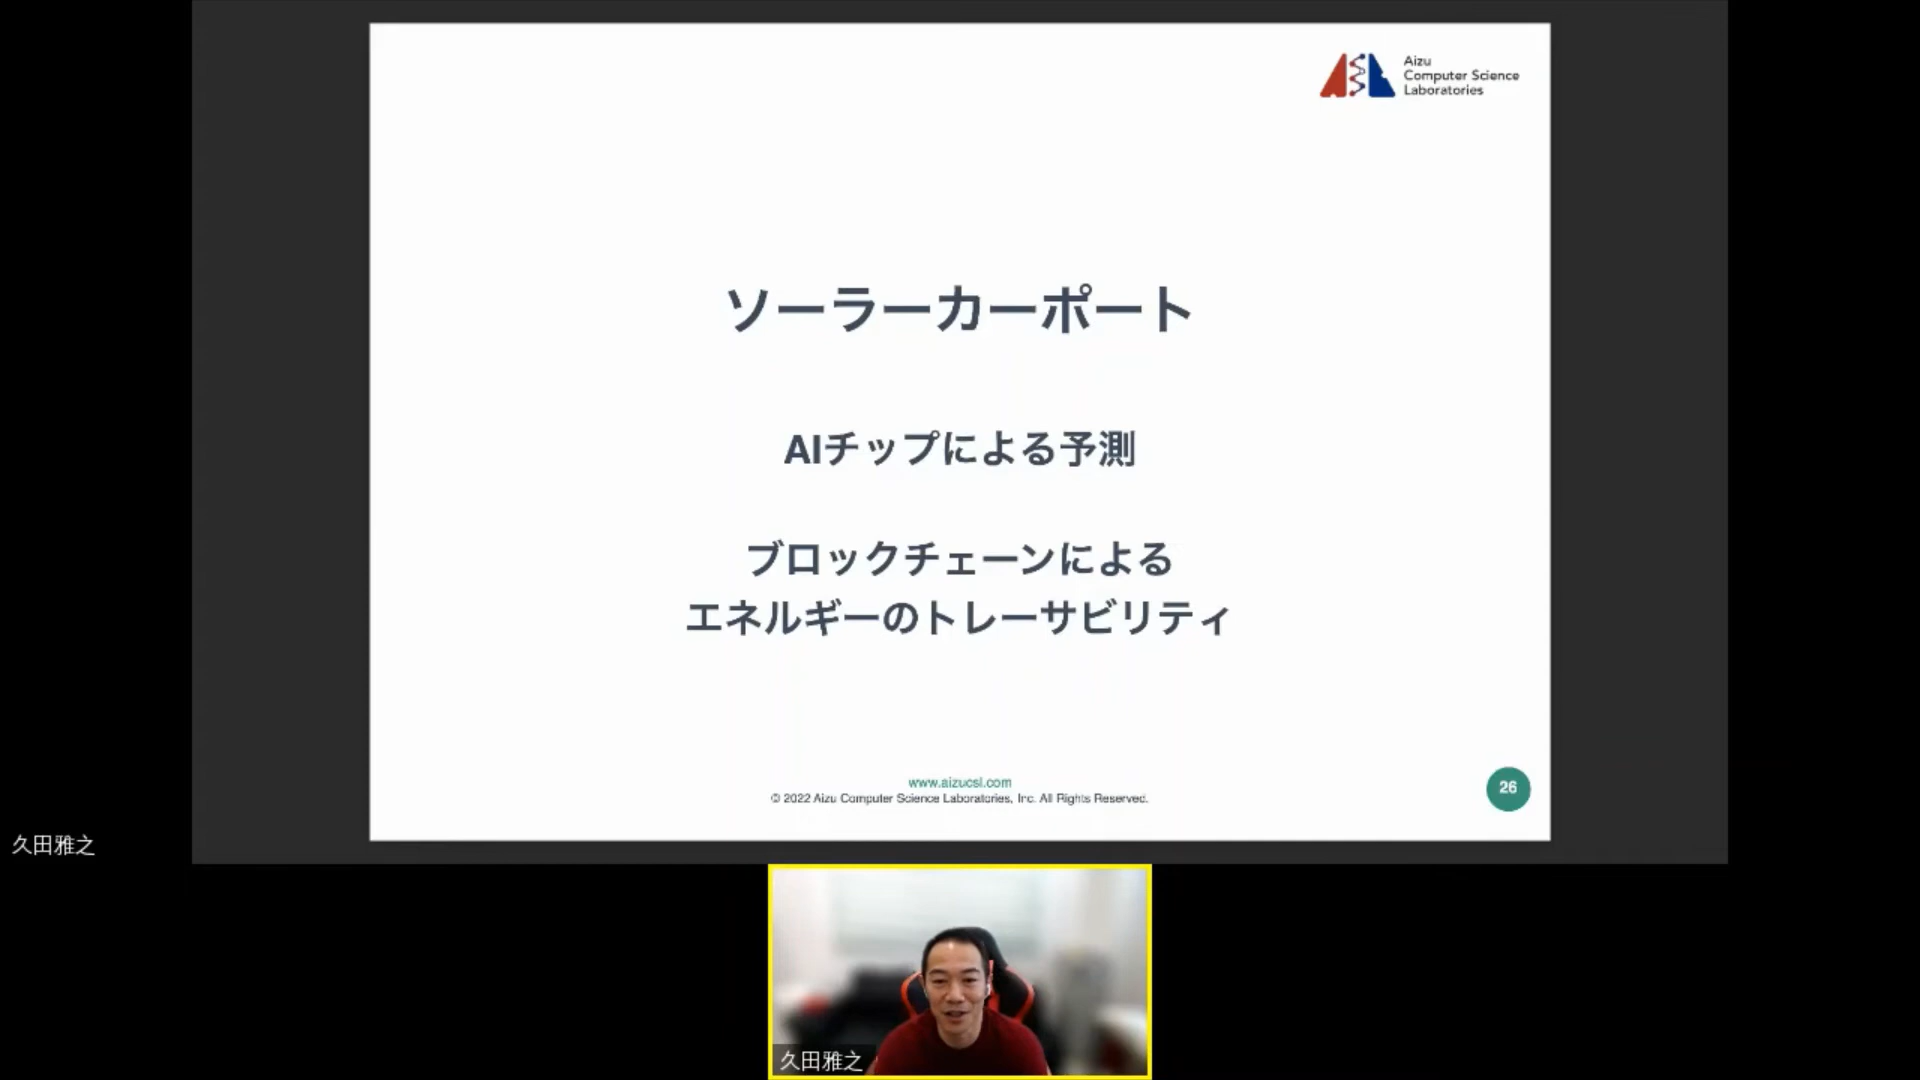 Aizu
Computer Science
Laboratories
ソーラーカーポート
AIチップによる予測
ブロックチェーンによる
エネルギーのトレーサビリティ
www.aizucsl.com
© 2022 Aizu Computer Science Laboratories, Inc. All Rights Reserved.
26
久田雅之
久田雅之